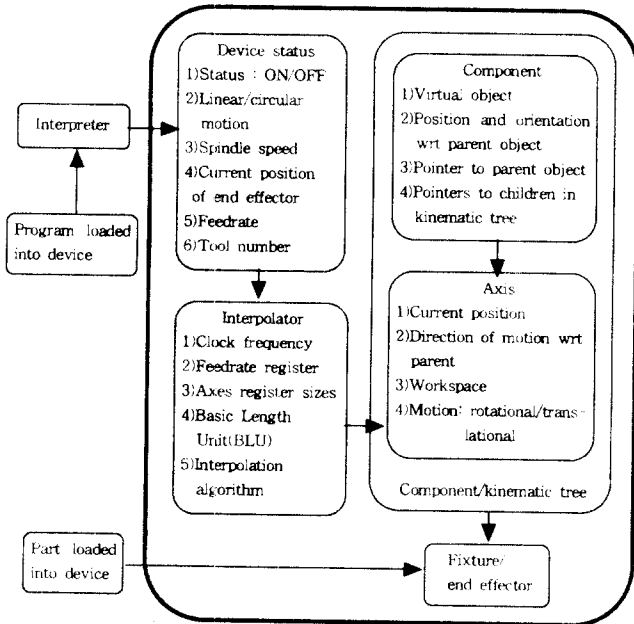 Device status
1)Status : ON/OFF
2)Linear/circular
motion
3)Spindle speed
4)Current position
of end effector
5)Feedrate
6)Tool number
Interpreter
Program loaded
into device
Interpolator
1)Clock frequency
2)Feedrate register
3)Axes register sizes
4)Basic Length
Unit(BLU)
5)Interpolation
algorithm
Component
1)Virtual object
2)Position and orientation
wrt parent object
3)Pointer to parent object
4)Pointers to children in
kinematic tree
Axis
1)Current position
2)Direction of motion wrt
parent
3)Workspace
4)Motion: rotational/trans-
lational
Component/kinematic tree
Part loaded
into device
Fixture/
end effector